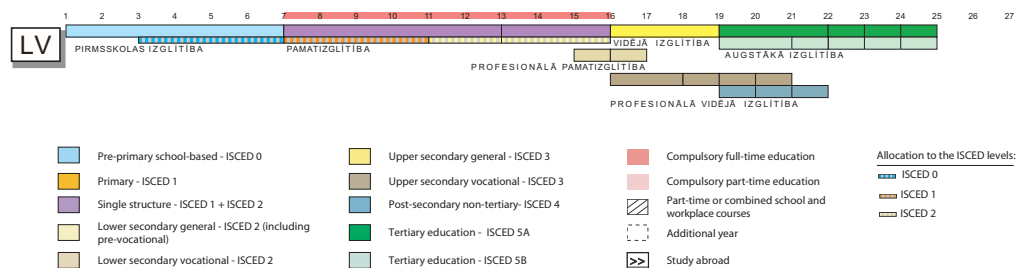 1 2 3 4 5 6 7 8 9 10 11 12 13 14 15 16 17 18 19 20 21 22 23 24 25 26 27
LV
PIRMSSKOLAS IZGLĪTĪBA
PAMATIZGLĪTĪBA
VIDĒJĀ IZGLĪTĪBA
AUGSTĀKĀ IZGLĪTĪBA
PROFESIONĀLĀ PAMATIZGLĪTĪBA
PROFESIONĀLĀ VIDĒJĀ IZGLĪTĪBA
Pre-primary school-based - ISCED 0
Primary - ISCED 1
Single structure - ISCED 1 + ISCED 2
Lower secondary general - ISCED 2 (including
pre-vocational)
Lower secondary vocational - ISCED 2
Upper secondary general - ISCED 3
Upper secondary vocational - ISCED 3
Post-secondary non-tertiary- ISCED 4
Tertiary education - ISCED 5A
Tertiary education - ISCED 5B
Compulsory full-time education
Compulsory part-time education
Part-time or combined school and
workplace courses
Additional year
>> Study abroad
Allocation to the ISCED levels:
ISCED 0
ISCED 1
ISCED 2